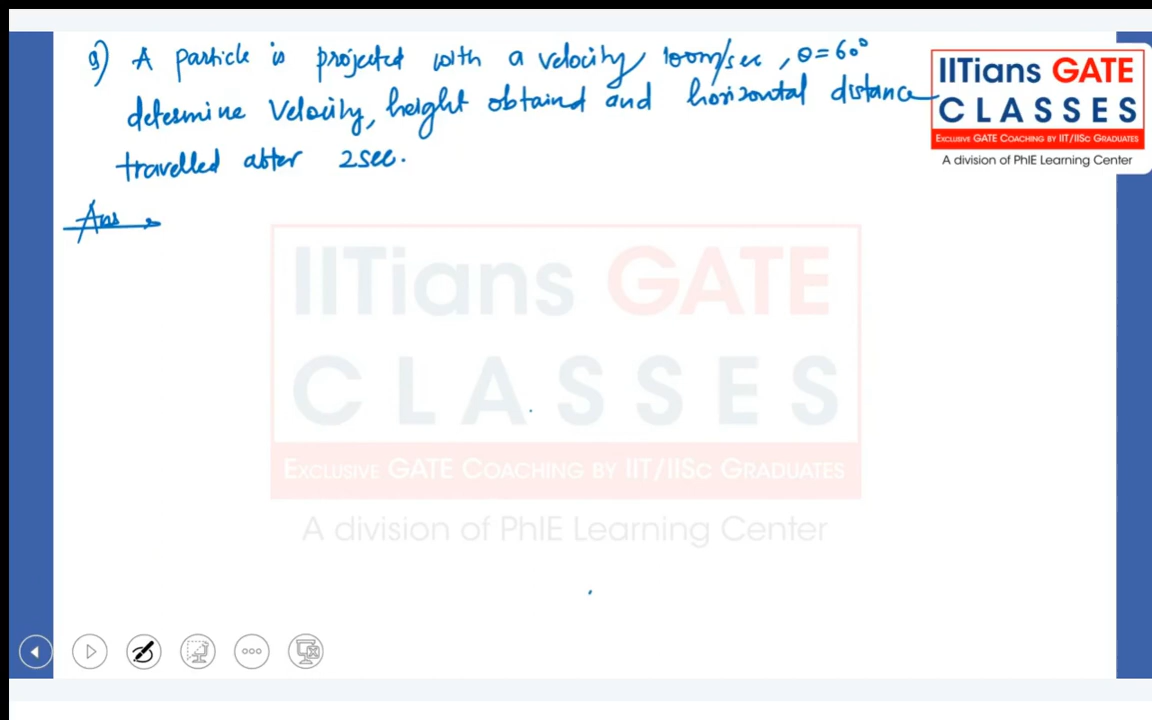 g) A particle is projected with a velocity 100m/sec, θ=60°
determine Velocity, height obtaind and horizontal distance
travelled abter 2sec.
Ans
IITians GATE
CLASSES
EXCLUSIVE GATE COACHING BY IIT/IISC GRADUATES
A division of PhIE Learning Center
IITians GATE
CLASSES
EXCLUSIVE GATE COACHING BY IIT/IISC GRADUATES
A division of PhIE Learning Center